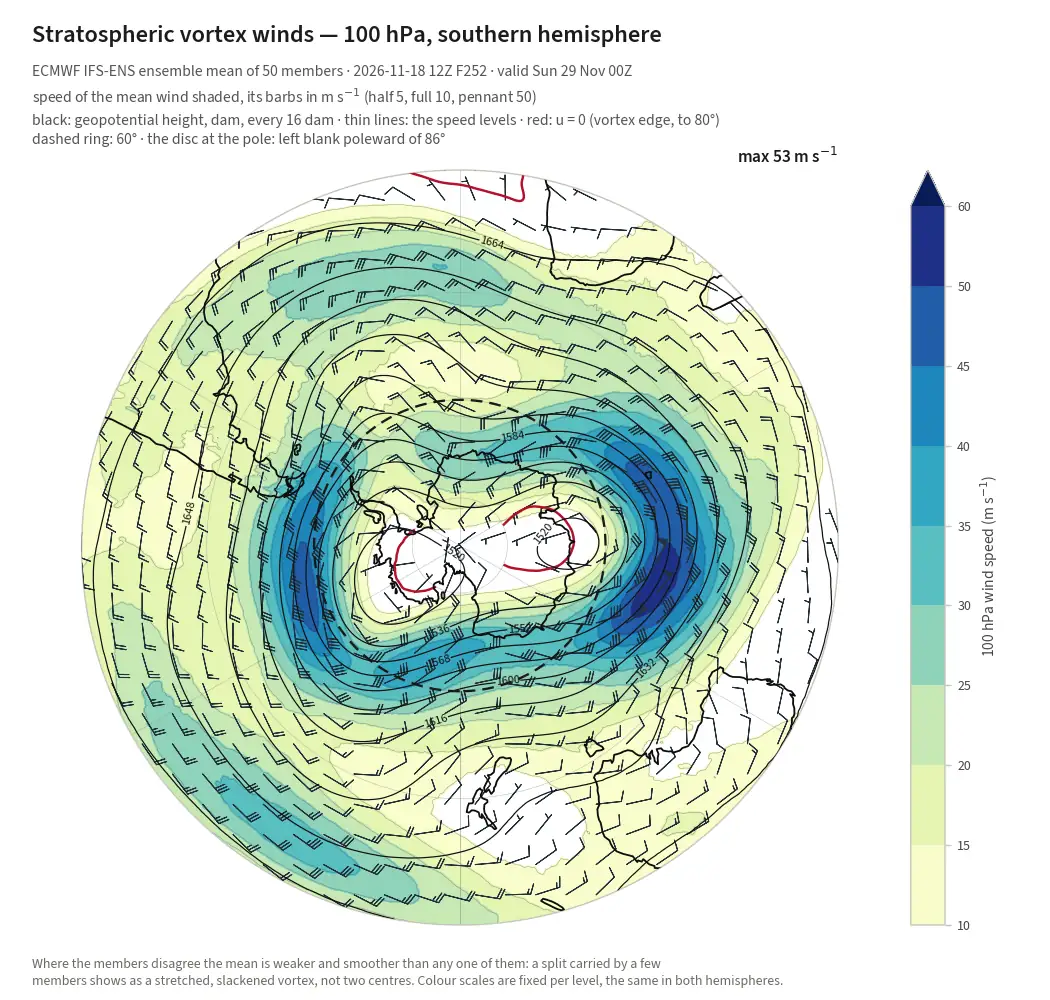 Stratospheric vortex winds — 100 hPa, southern hemisphere
ECMWF IFS-ENS ensemble mean of 50 members · 2026-11-18 12Z F252 · valid Sun 29 Nov 00Z
speed of the mean wind shaded, its barbs in m s⁻¹ (half 5, full 10, pennant 50)
black: geopotential height, dam, every 16 dam · thin lines: the speed levels · red: u = 0 (vortex edge, to 80°)
dashed ring: 60° · the disc at the pole: left blank poleward of 86°
max 53 m s⁻¹
60
50
45
40
35
30
25
20
15
10
100 hPa wind speed (m s⁻¹)
1664
1584
1648
1520
1568
1600
1616
1632
Where the members disagree the mean is weaker and smoother than any one of them: a split carried by a few
members shows as a stretched, slackened vortex, not two centres. Colour scales are fixed per level, the same in both hemispheres.